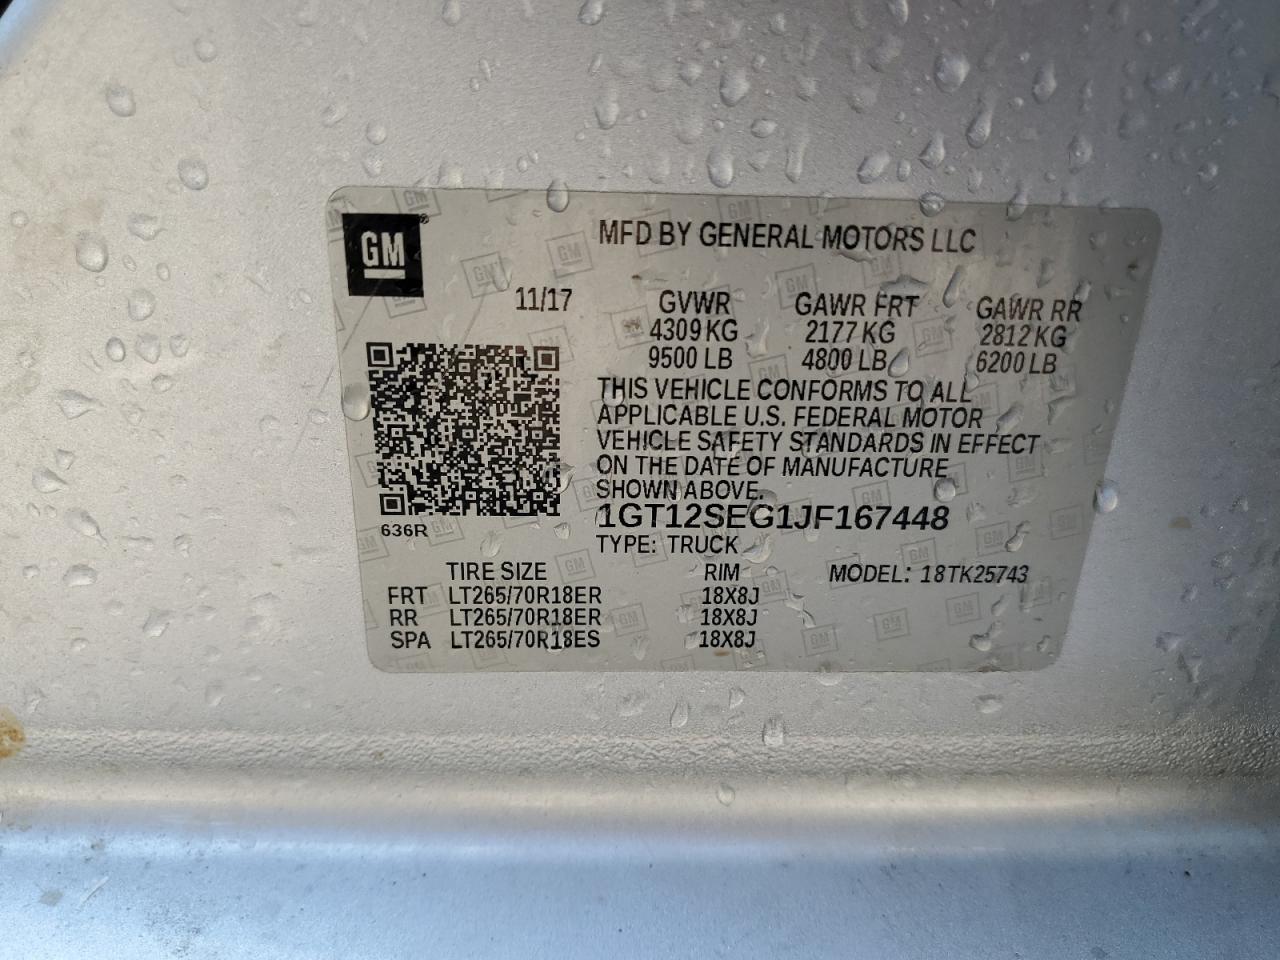 GM®
MFD BY GENERAL MOTORS LLC
11/17 GVWR GAWR FRT GAWR RR
4309 KG 2177 KG 2812 KG
9500 LB 4800 LB 6200 LB
THIS VEHICLE CONFORMS TO ALL
APPLICABLE U.S. FEDERAL MOTOR
VEHICLE SAFETY STANDARDS IN EFFECT
ON THE DATE OF MANUFACTURE
SHOWN ABOVE.
636R
1GT12SEG1JF167448
TYPE: TRUCK
TIRE SIZE RIM MODEL: 18TK25743
FRT LT265/70R18ER 18X8J
RR LT265/70R18ER 18X8J
SPA LT265/70R18ES 18X8J